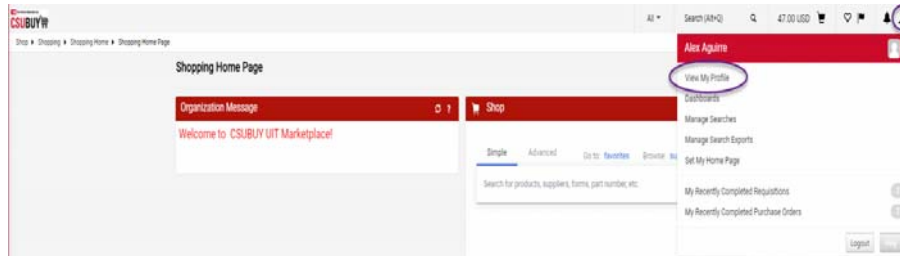 CSUBUY
All
Search (Alt+Q)
47.00 USD
Shop Shopping Shopping Home Shopping Home Page
Alex Aguirre
Shopping Home Page
View My Profile
Dashboards
Organization Message ?
Shop
Manage Searches
Welcome to CSUBUY UIT Marketplace!
Manage Search Exports
Simple Advanced Go to: favorites Browse:
Set My Home Page
Search for products, suppliers, forms, part number, etc.
My Recently Completed Requisitions
My Recently Completed Purchase Orders
Logout